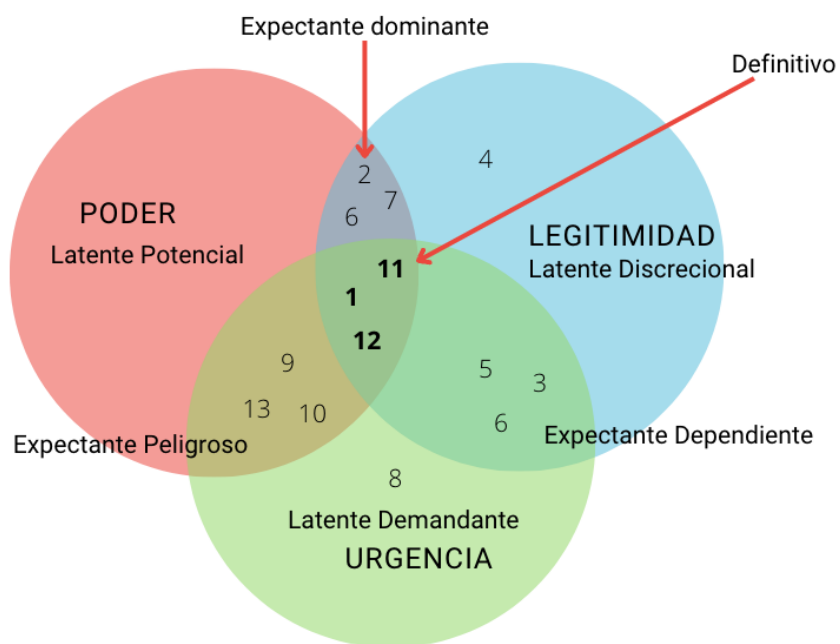 Expectante dominante
Definitivo
4
2
7
6
PODER
Latente Potencial
LEGITIMIDAD
Latente Discrecional
11
1
12
9
5
3
13
10
6
Expectante Peligroso
Expectante Dependiente
8
Latente Demandante
URGENCIA